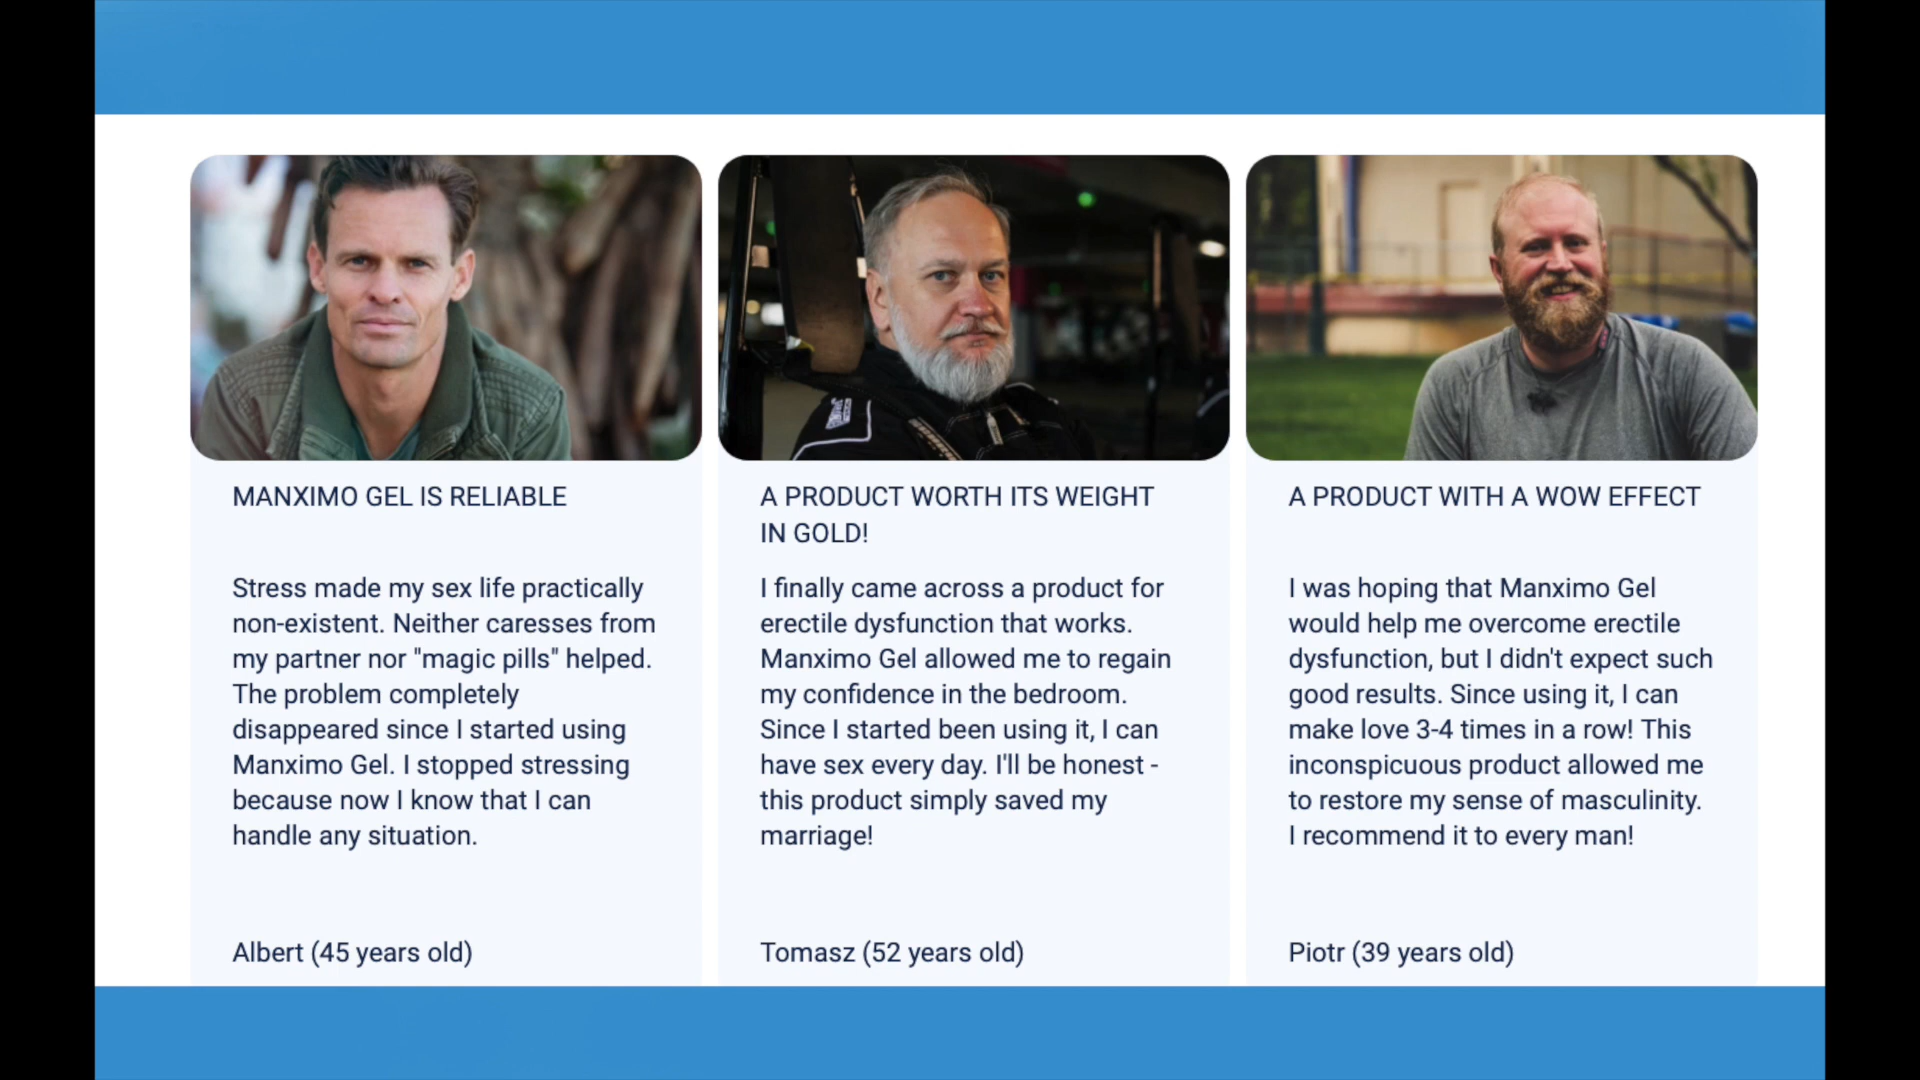 MANXIMO GEL IS RELIABLE
Stress made my sex life practically
non-existent. Neither caresses from
my partner nor "magic pills" helped.
The problem completely
disappeared since I started using
Manximo Gel. I stopped stressing
because now I know that I can
handle any situation.
Albert (45 years old)
A PRODUCT WORTH ITS WEIGHT
IN GOLD!
I finally came across a product for
erectile dysfunction that works.
Manximo Gel allowed me to regain
my confidence in the bedroom.
Since I started been using it, I can
have sex every day. I'll be honest -
this product simply saved my
marriage!
Tomasz (52 years old)
A PRODUCT WITH A WOW EFFECT
I was hoping that Manximo Gel
would help me overcome erectile
dysfunction, but I didn't expect such
good results. Since using it, I can
make love 3-4 times in a row! This
inconspicuous product allowed me
to restore my sense of masculinity.
I recommend it to every man!
Piotr (39 years old)